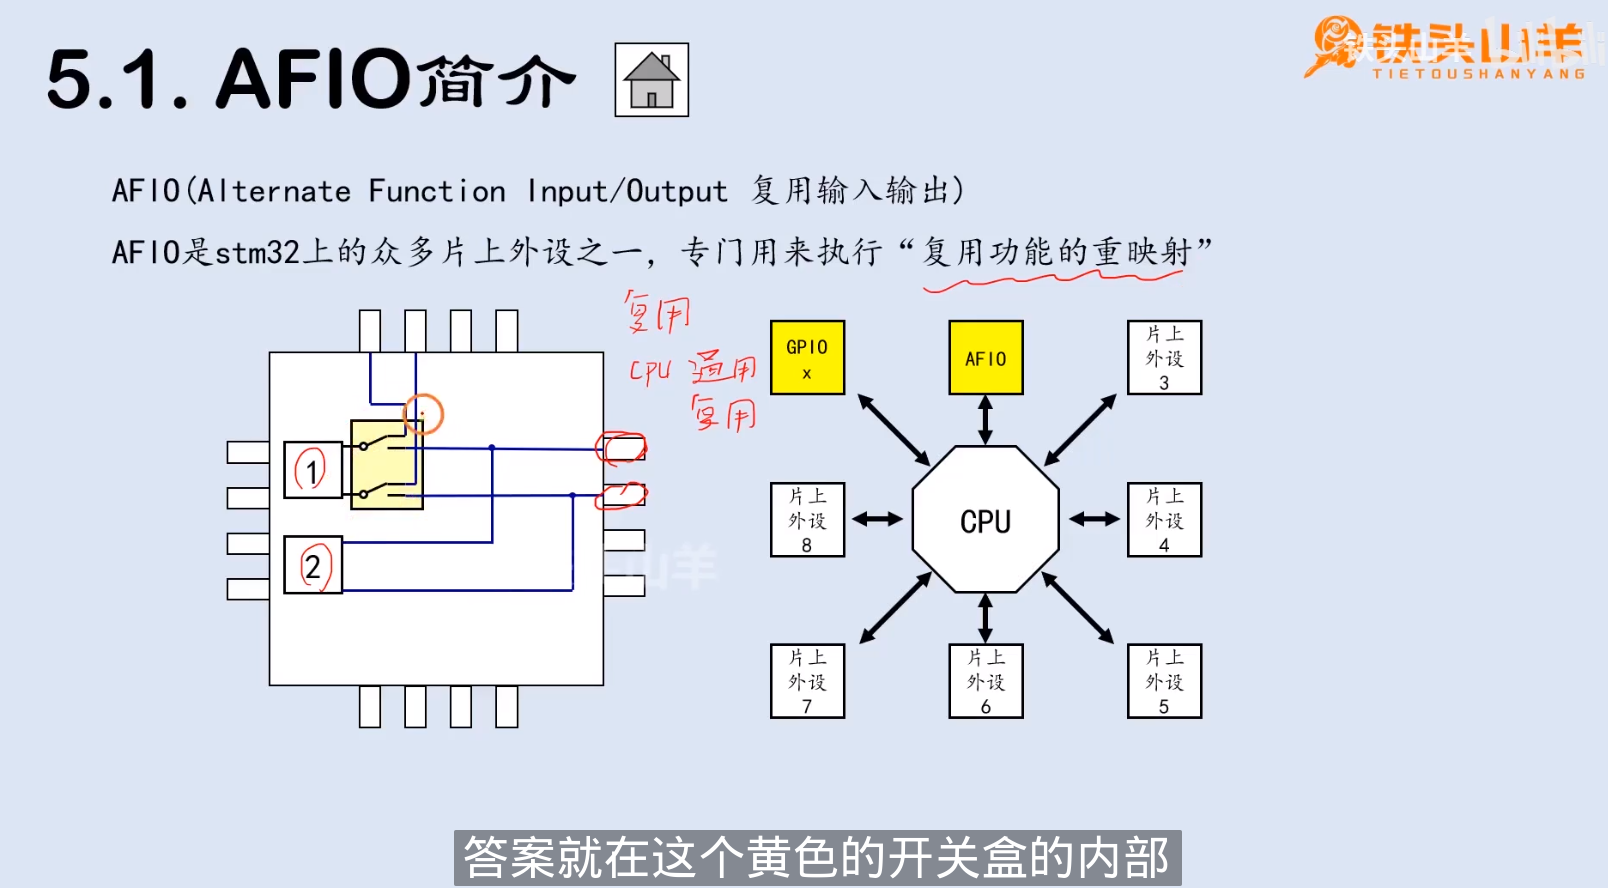 5.1. AFIO简介
铁头山羊
TIETOUSHANYANG
AFIO(Alternate Function Input/Output 复用输入输出)
AFIO是stm32上的众多片上外设之一，专门用来执行“复用功能的重映射”
复用
CPU 通用
复用
1
2
GPIO
x
AFIO
片上
外设
3
片上
外设
8
CPU
片上
外设
4
片上
外设
7
片上
外设
6
片上
外设
5
答案就在这个黄色的开关盒的内部